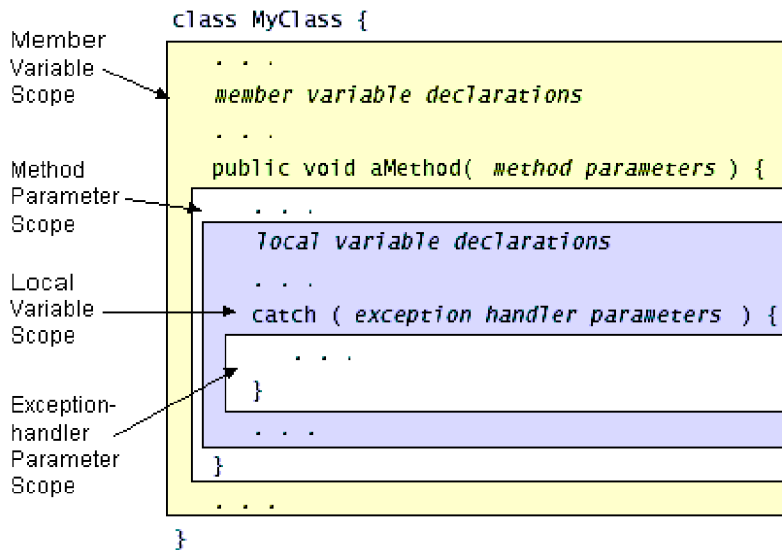 class MyClass {
Member
Variable
Scope
. . .
member variable declarations
. . .
public void aMethod( method parameters ) {
Method
Parameter
Scope
. . .
local variable declarations
. . .
Local
Variable
Scope
catch ( exception handler parameters ) {
. . .
}
Exception-
handler
Parameter
Scope
. . .
}
. . .
}